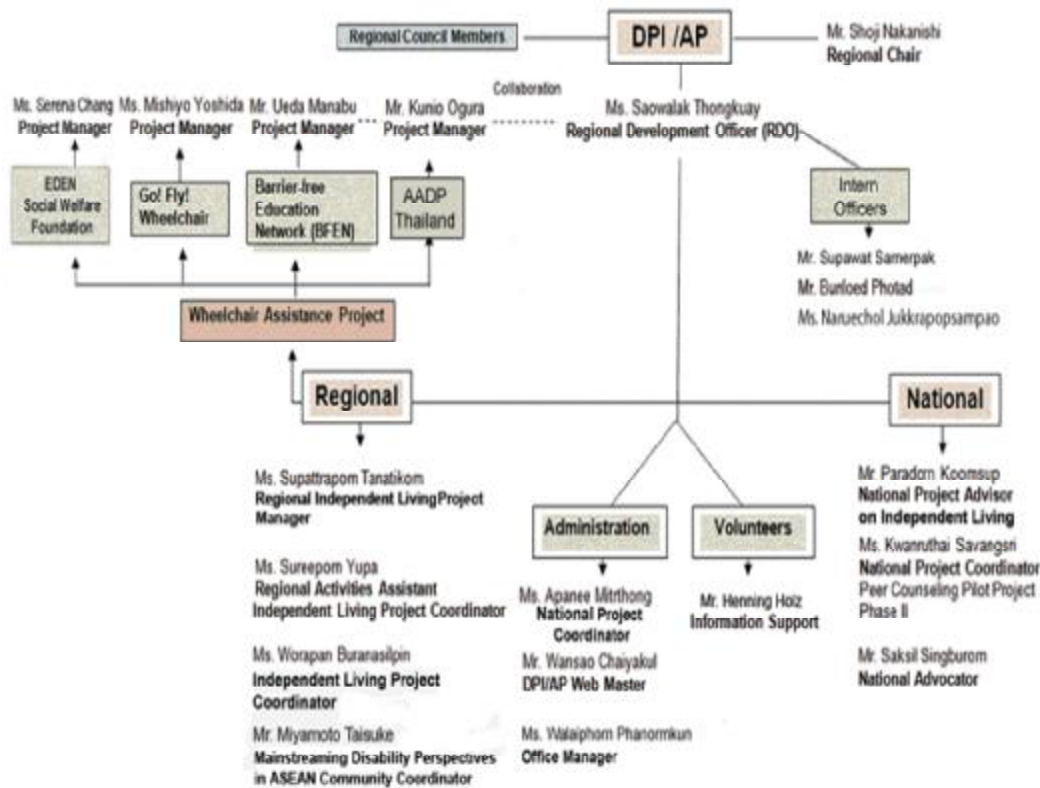 Regional Council Members
DPI /AP
Mr. Shoji Nakanishi
Regional Chair
Collaboration
Ms. Serena Chang
Project Manager
Ms. Mishiyo Yoshida
Project Manager
Mr. Ueda Manabu
Project Manager
Mr. Kunio Ogura
Project Manager
Ms. Saowalak Thongkuay
Regional Development Officer (RDO)
EDEN
Social Welfare
Foundation
Go! Fly!
Wheelchair
Barrier-free
Education
Network (BFEN)
AADP
Thailand
Intern
Officers
Mr. Supawat Samerpak
Mr. Bunloed Photad
Ms. Naruechol Jukkrapopsampao
Wheelchair Assistance Project
Regional
National
Ms. Supattraporn Tanatikom
Regional Independent Living Project
Manager
Ms. Sureeporn Yupa
Regional Activities Assistant
Independent Living Project Coordinator
Ms. Worapan Buranasilpin
Independent Living Project
Coordinator
Mr. Miyamoto Taisuke
Mainstreaming Disability Perspectives
in ASEAN Community Coordinator
Administration
Ms. Apanee Mitrthong
National Project
Coordinator
Mr. Wansao Chaiyakul
DPI/AP Web Master
Ms. Walaiphorn Phanormkun
Office Manager
Volunteers
Mr. Henning Holz
Information Support
Mr. Paradorn Koomsup
National Project Advisor
on Independent Living
Ms. Kwanruthai Savangsri
National Project Coordinator
Peer Counseling Pilot Project
Phase II
Mr. Saksil Singburom
National Advocator